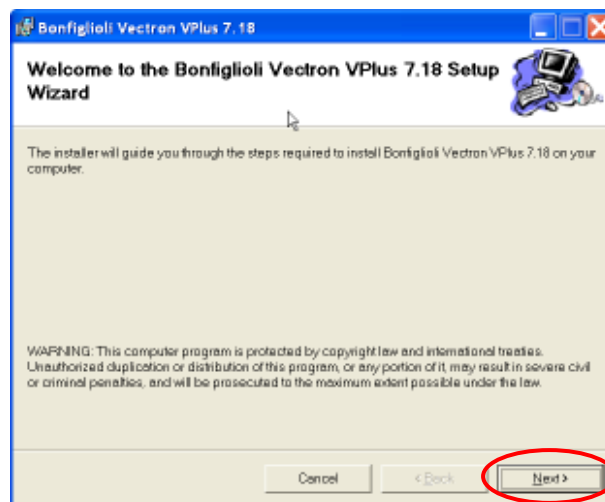 Bonfiglioli Vectron VPlus 7.18
Welcome to the Bonfiglioli Vectron VPlus 7.18 Setup
Wizard
The installer will guide you through the steps required to install Bonfiglioli Vectron VPlus 7.18 on your
computer.
WARNING: This computer program is protected by copyright law and international treaties.
Unauthorized duplication or distribution of this program, or any portion of it, may result in severe civil
or criminal penalties, and will be prosecuted to the maximum extent possible under the law.
Cancel < Back Next >